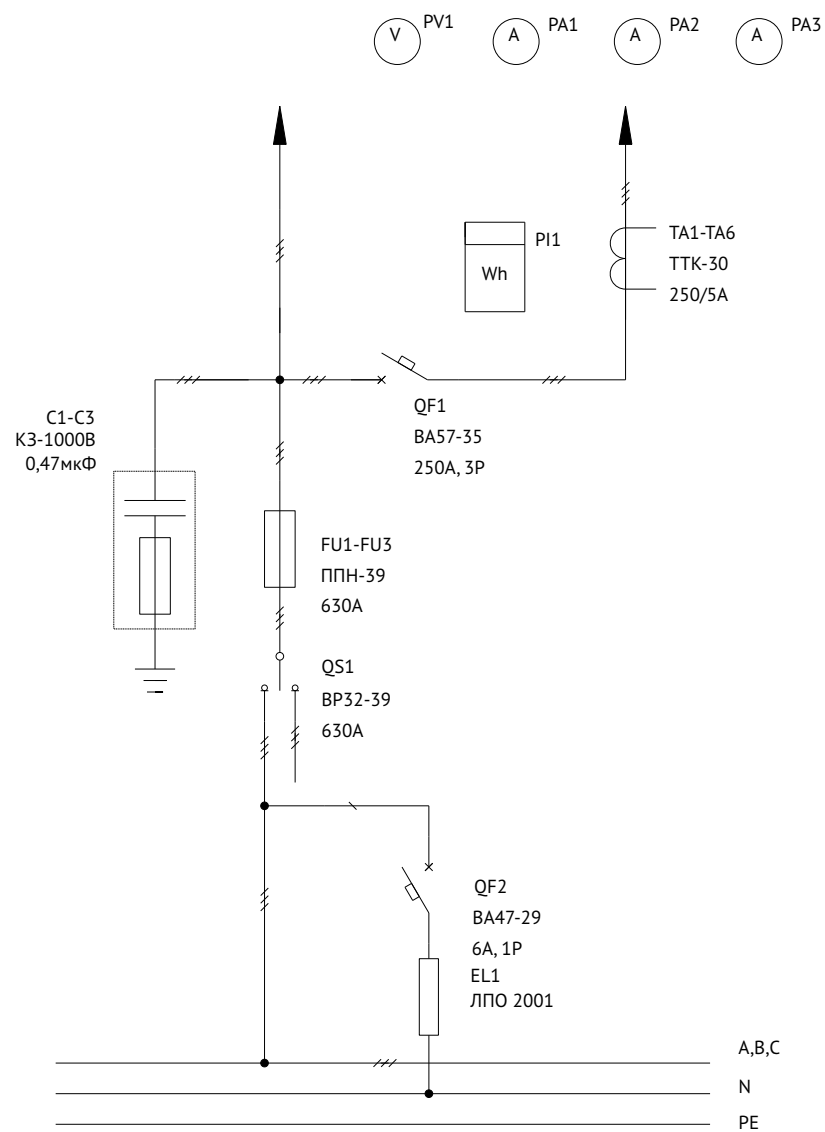 V
PV1
A
PA1
A
PA2
A
PA3
TA1-TA6
ТТК-30
250/5А
PI1
Wh
QF1
ВА57-35
250А, 3Р
С1-С3
КЗ-1000В
0,47мкФ
FU1-FU3
ППН-39
630А
QS1
ВР32-39
630А
QF2
ВА47-29
6А, 1Р
EL1
ЛПО 2001
A,B,C
N
PE